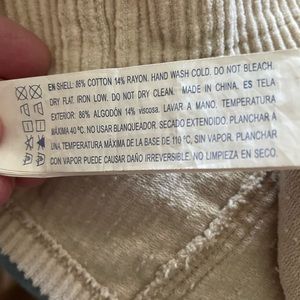 EN SHELL: 86% COTTON 14% RAYON. HAND WASH COLD. DO NOT BLEACH.
DRY FLAT. IRON LOW. DO NOT DRY CLEAN. MADE IN CHINA. ES TELA
EXTERIOR: 86% ALGODÓN 14% viscosa. LAVAR A MANO. TEMPERATURA
MÁXIMA 40 ºC. NO USAR BLANQUEADOR. SECADO EXTENDIDO. PLANCHAR A
UNA TEMPERATURA MÁXIMA DE LA BASE DE 110 ºC, SIN VAPOR. PLANCHAR
CON VAPOR PUEDE CAUSAR DAÑO IRREVERSIBLE. NO LIMPIEZA EN SECO.